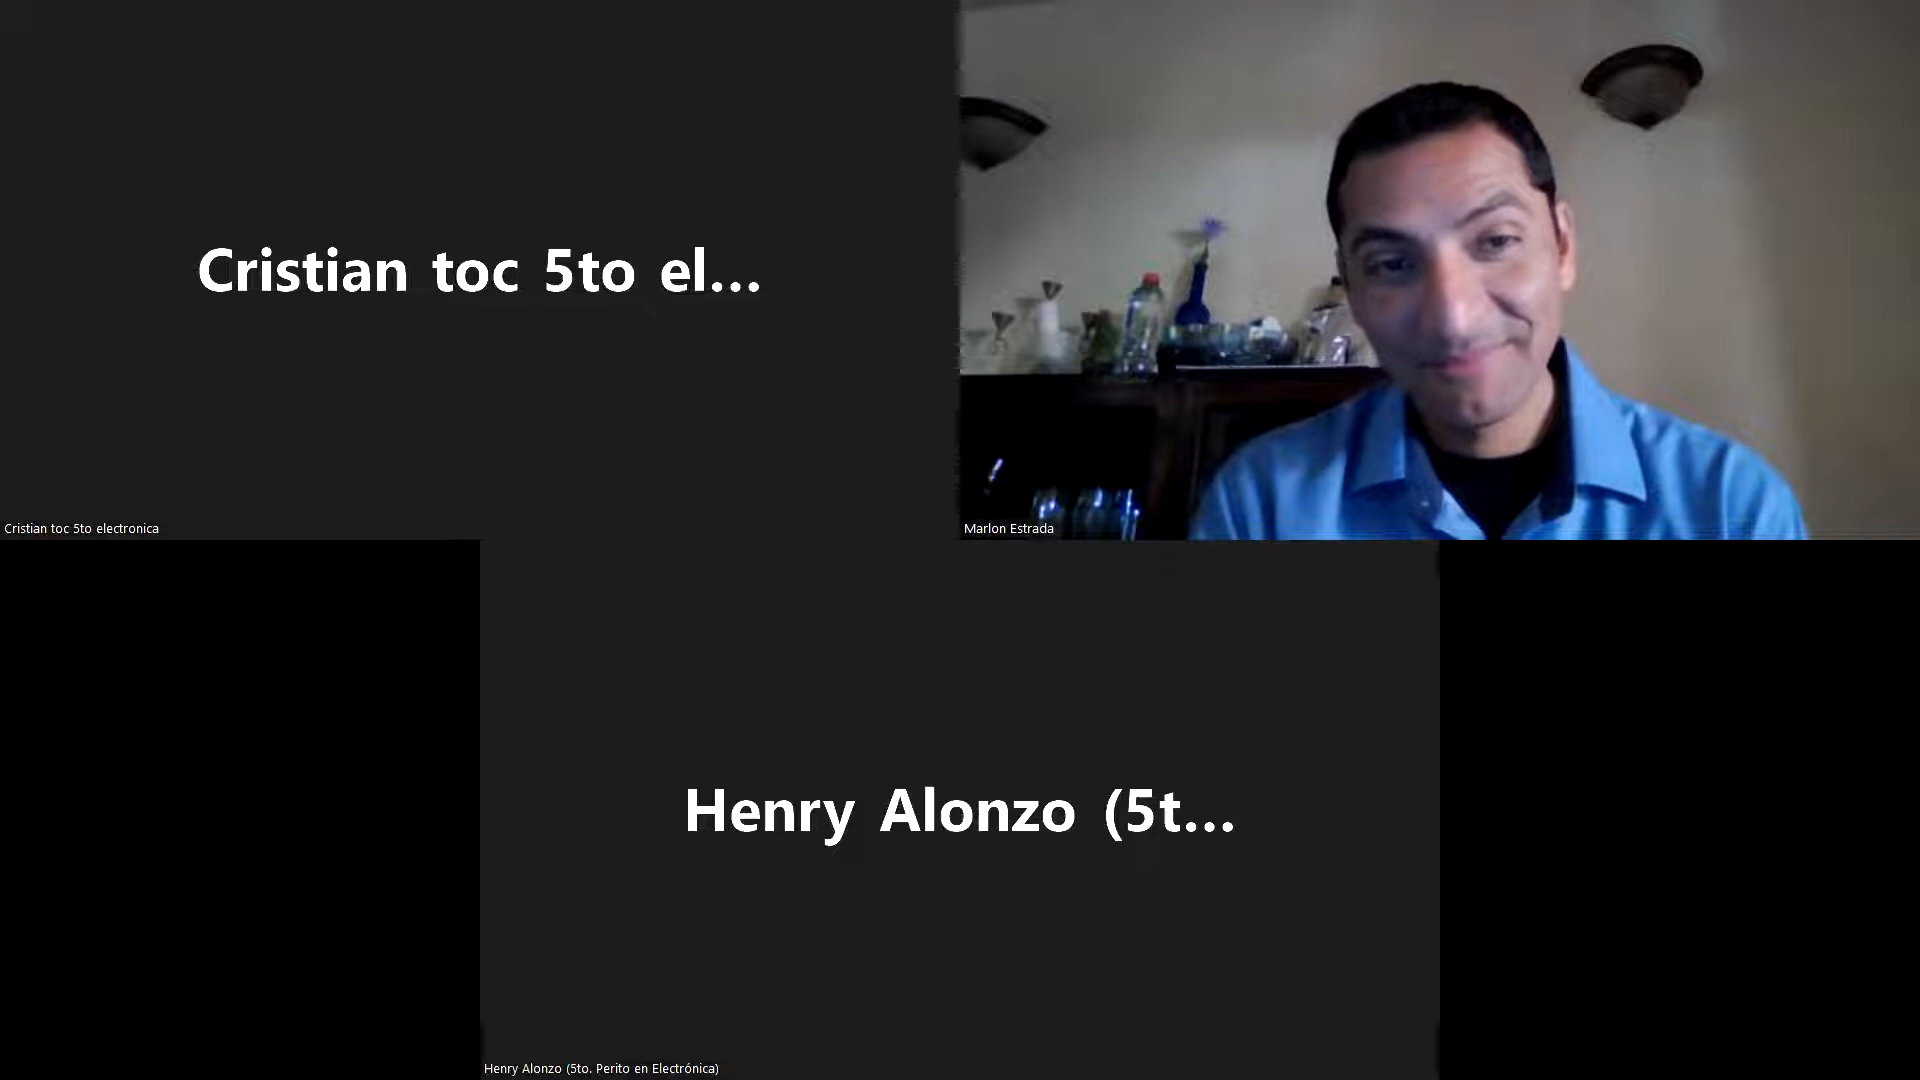 Cristian toc 5to el...
Cristian toc 5to electronica
Marlon Estrada
Henry Alonzo (5t...
Henry Alonzo (5to. Perito en Electrónica)